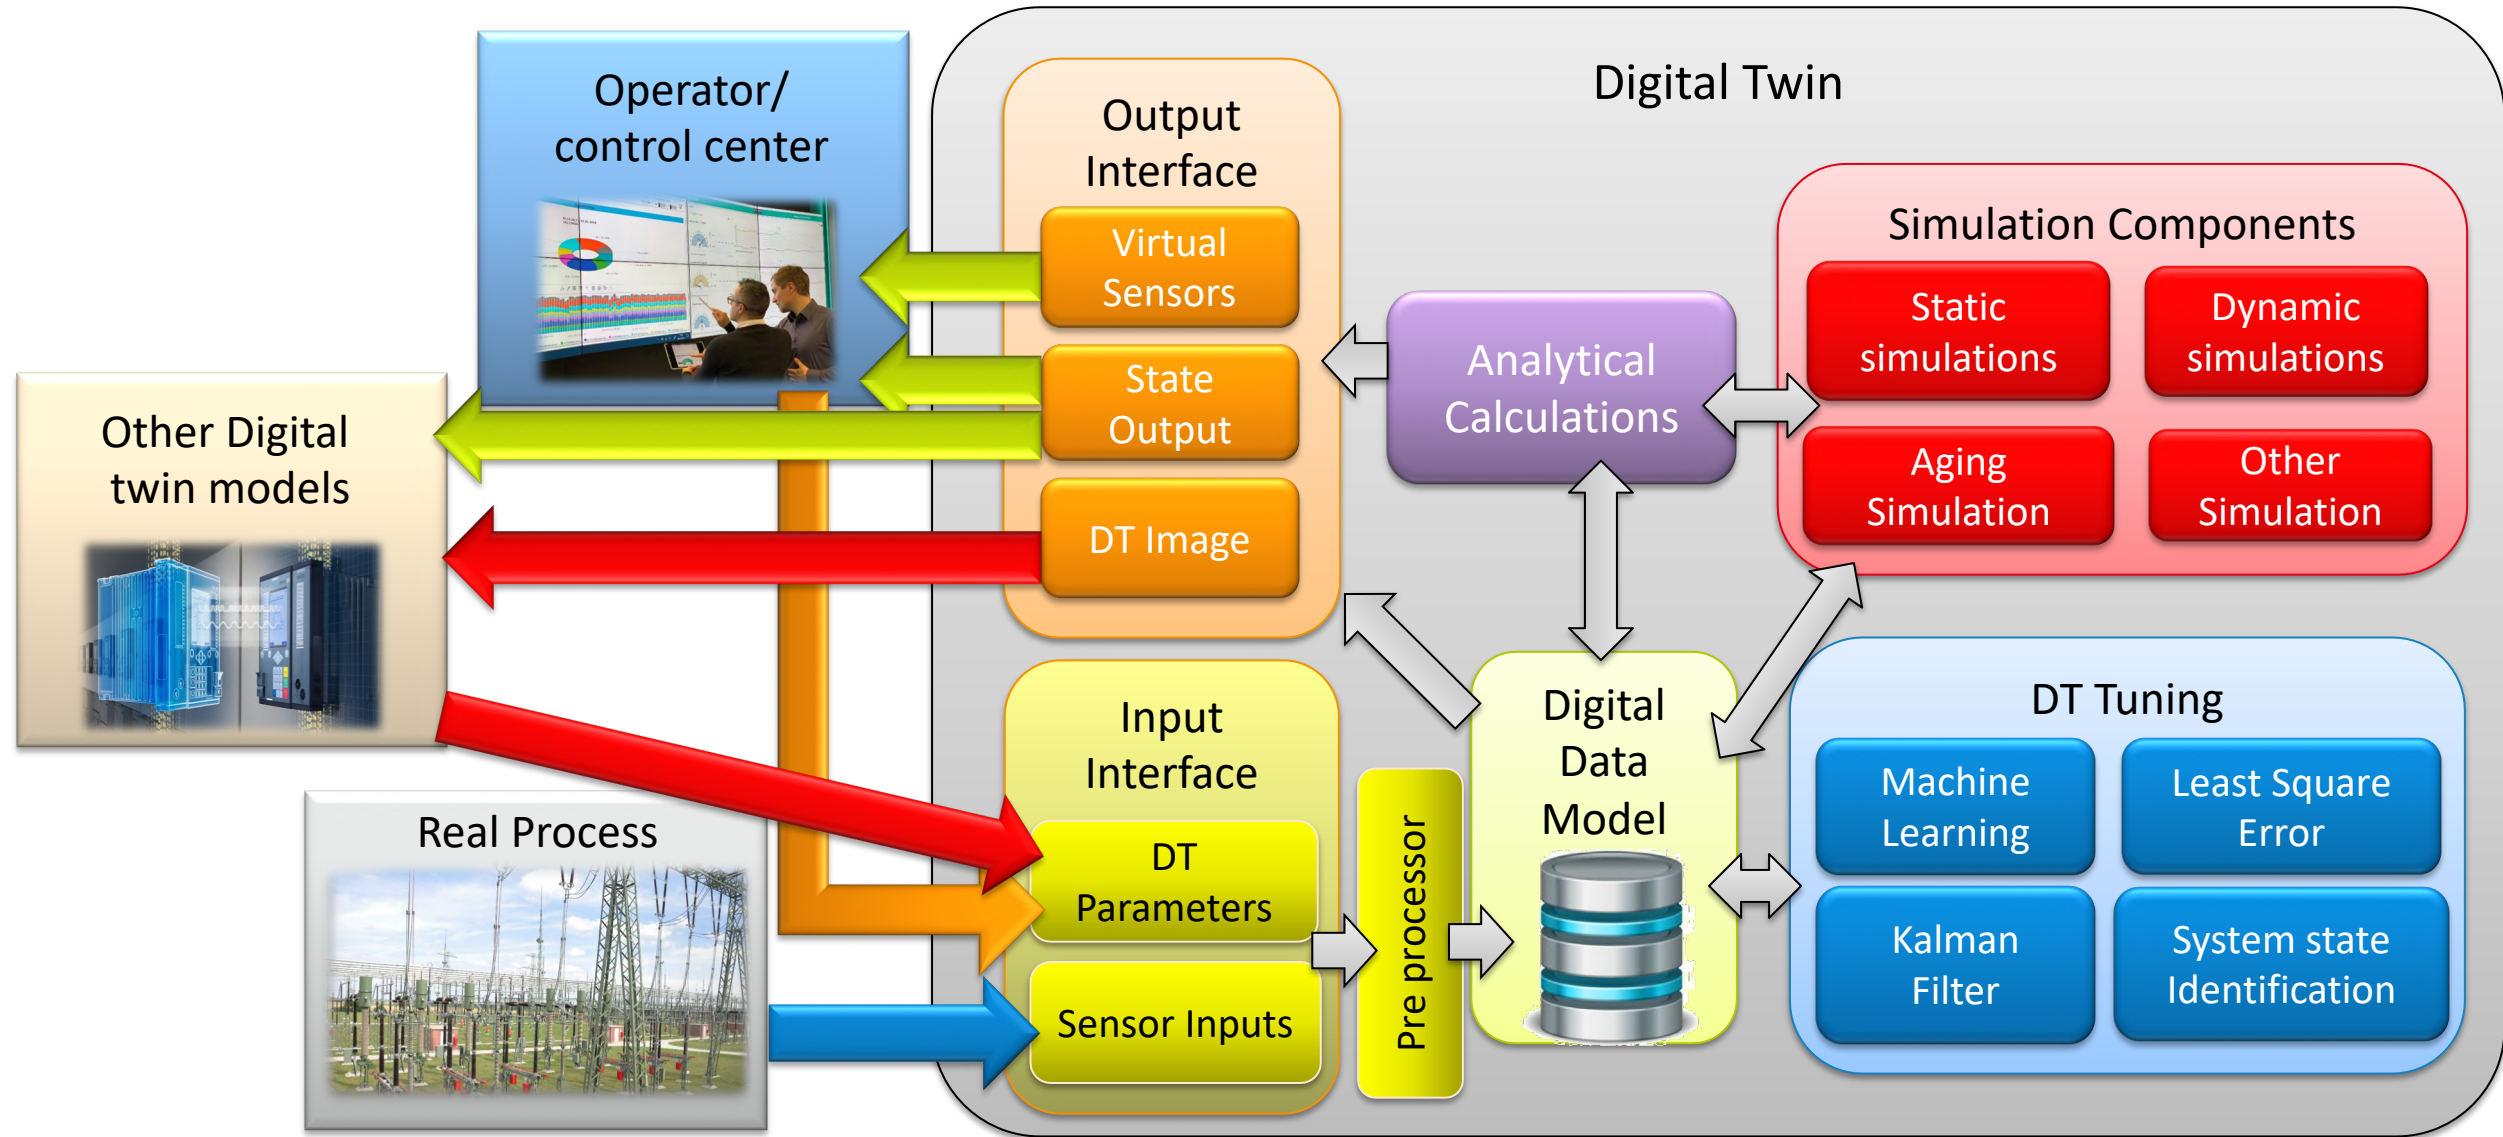 Digital Twin
Operator/
control center
Output
Interface
Virtual
Sensors
State
Output
DT Image
Analytical
Calculations
Simulation Components
Static
simulations
Dynamic
simulations
Aging
Simulation
Other
Simulation
Other Digital
twin models
Real Process
Input
Interface
DT
Parameters
Sensor Inputs
Pre processor
Digital
Data
Model
DT Tuning
Machine
Learning
Least Square
Error
Kalman
Filter
System state
Identification